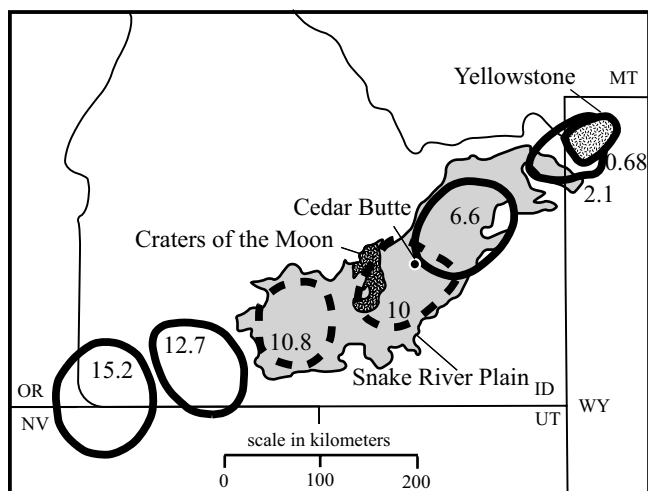 Yellowstone
MT
0.68
2.1
Cedar Butte
6.6
Craters of the Moon
10
12.7
10.8
15.2
Snake River Plain
OR
ID
NV
UT
WY
scale in kilometers
0
100
200